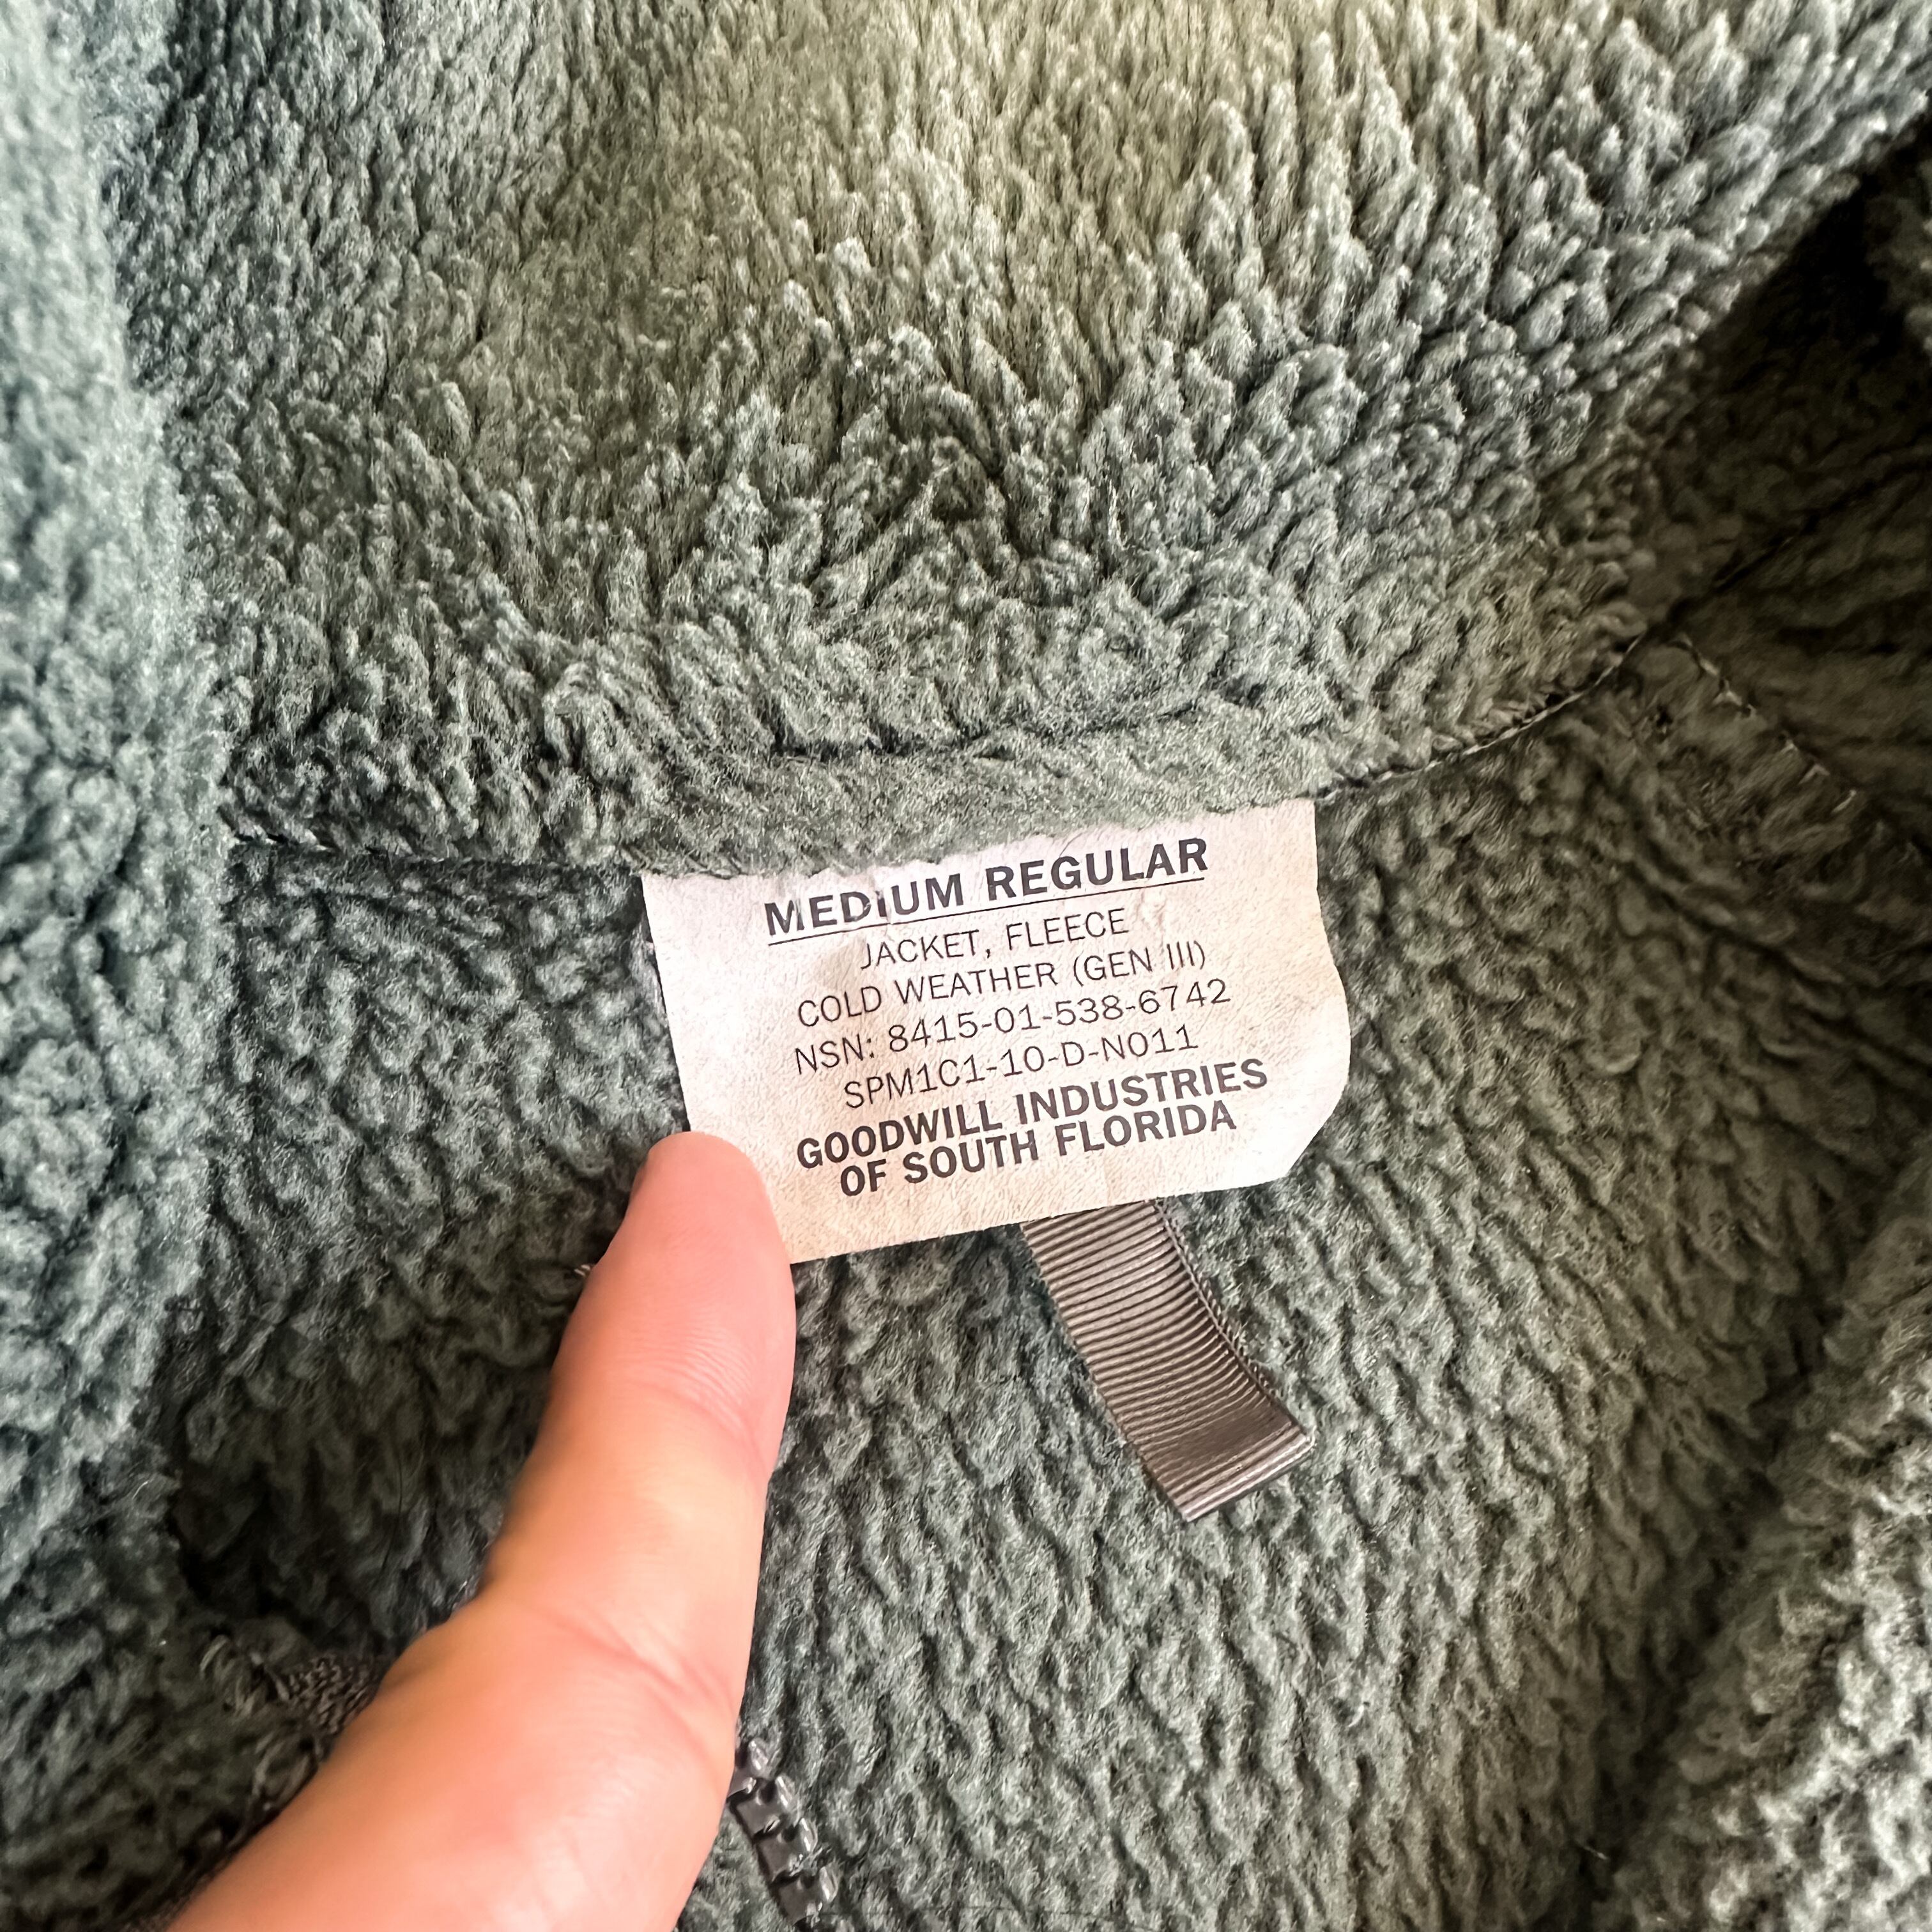 MEDIUM REGULAR
JACKET, FLEECE
COLD WEATHER (GEN III)
NSN: 8415-01-538-6742
SPM1C1-10-D-N011
GOODWILL INDUSTRIES
OF SOUTH FLORIDA